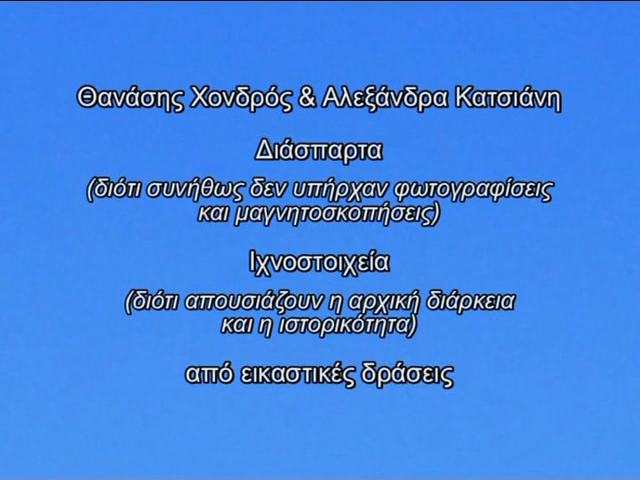 Θανάσης Χονδρός & Αλεξάνδρα Κατσιάνη
Διάσπαρτα
(διότι συνήθως δεν υπήρχαν φωτογραφίσεις
και μαγνητοσκοπήσεις)
Ιχνοστοιχεία
(διότι απουσιάζουν η αρχική διάρκεια
και η ιστορικότητα)
από εικαστικές δράσεις